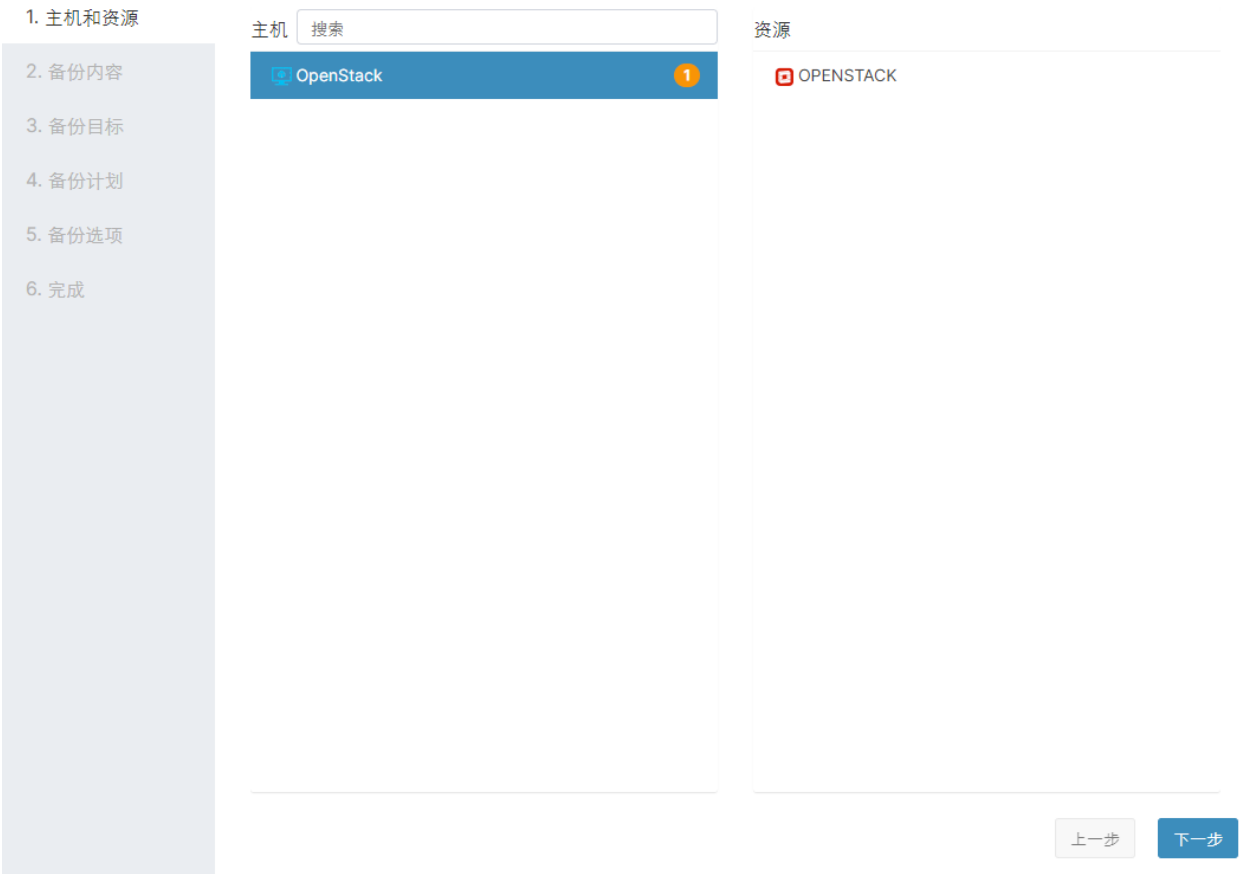 1. 主机和资源
2. 备份内容
3. 备份目标
4. 备份计划
5. 备份选项
6. 完成
主机
搜索
OpenStack
1
资源
OPENSTACK
上一步
下一步